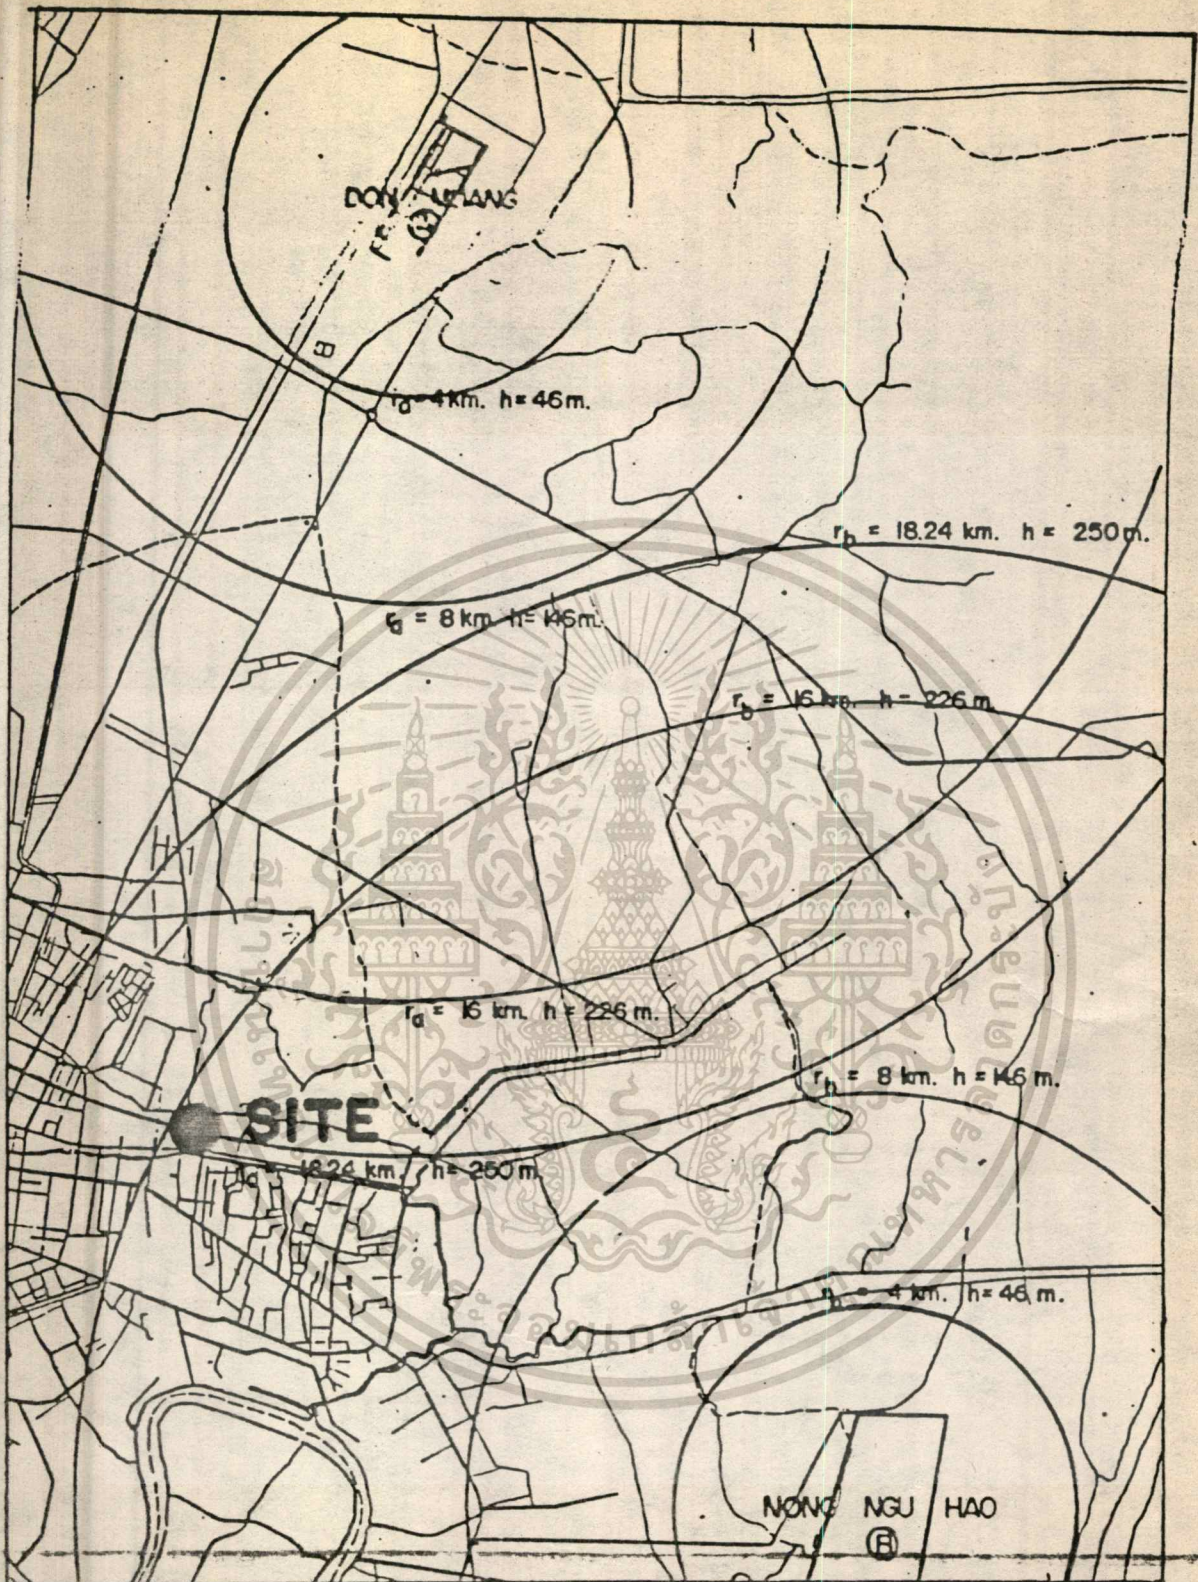 DON MUANG
A
ra = 4 km. h = 46 m.
rb = 18.24 km. h = 250 m.
ra = 8 km. h = 146 m.
rb = 16 km. h = 226 m.
ra = 16 km. h = 226 m.
rb = 8 km. h = 146 m.
SITE
ra = 18.24 km. h = 250 m.
rb = 4 km. h = 46 m.
NONG NGU HAO
B